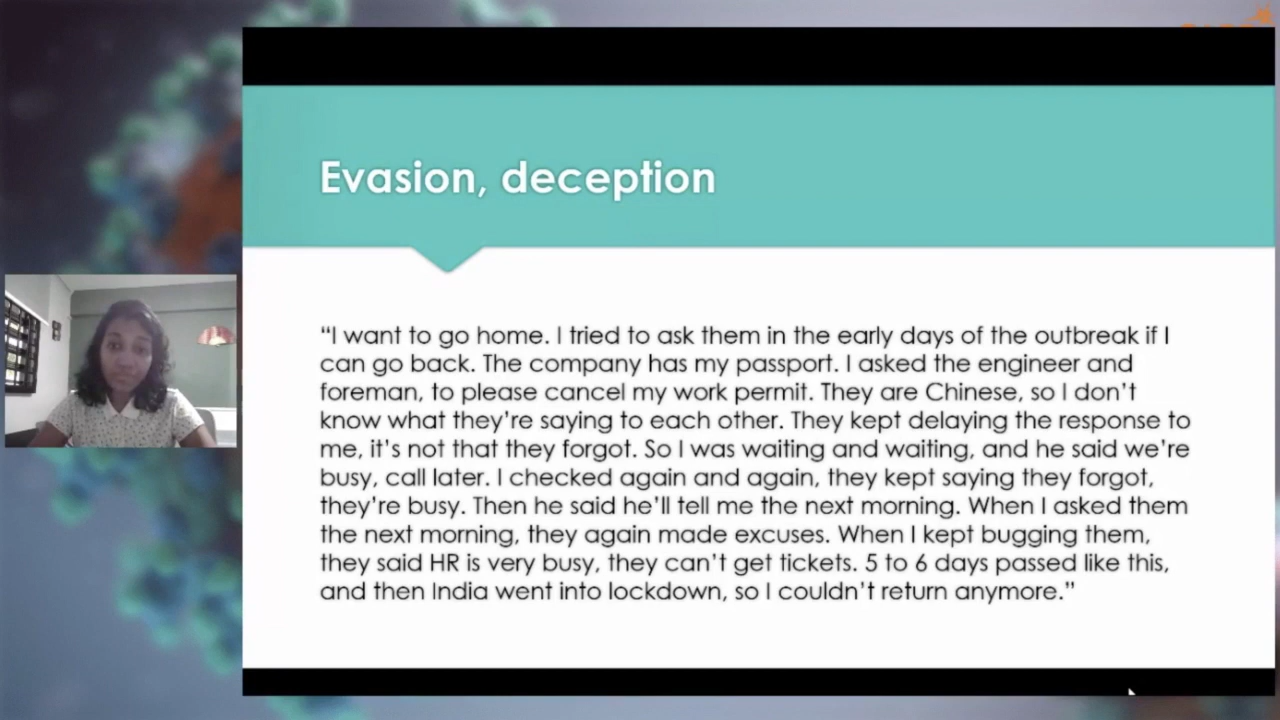 Evasion, deception
“I want to go home. I tried to ask them in the early days of the outbreak if I
can go back. The company has my passport. I asked the engineer and
foreman, to please cancel my work permit. They are Chinese, so I don’t
know what they’re saying to each other. They kept delaying the response to
me, it’s not that they forgot. So I was waiting and waiting, and he said we’re
busy, call later. I checked again and again, they kept saying they forgot,
they’re busy. Then he said he’ll tell me the next morning. When I asked them
the next morning, they again made excuses. When I kept bugging them,
they said HR is very busy, they can’t get tickets. 5 to 6 days passed like this,
and then India went into lockdown, so I couldn’t return anymore.”